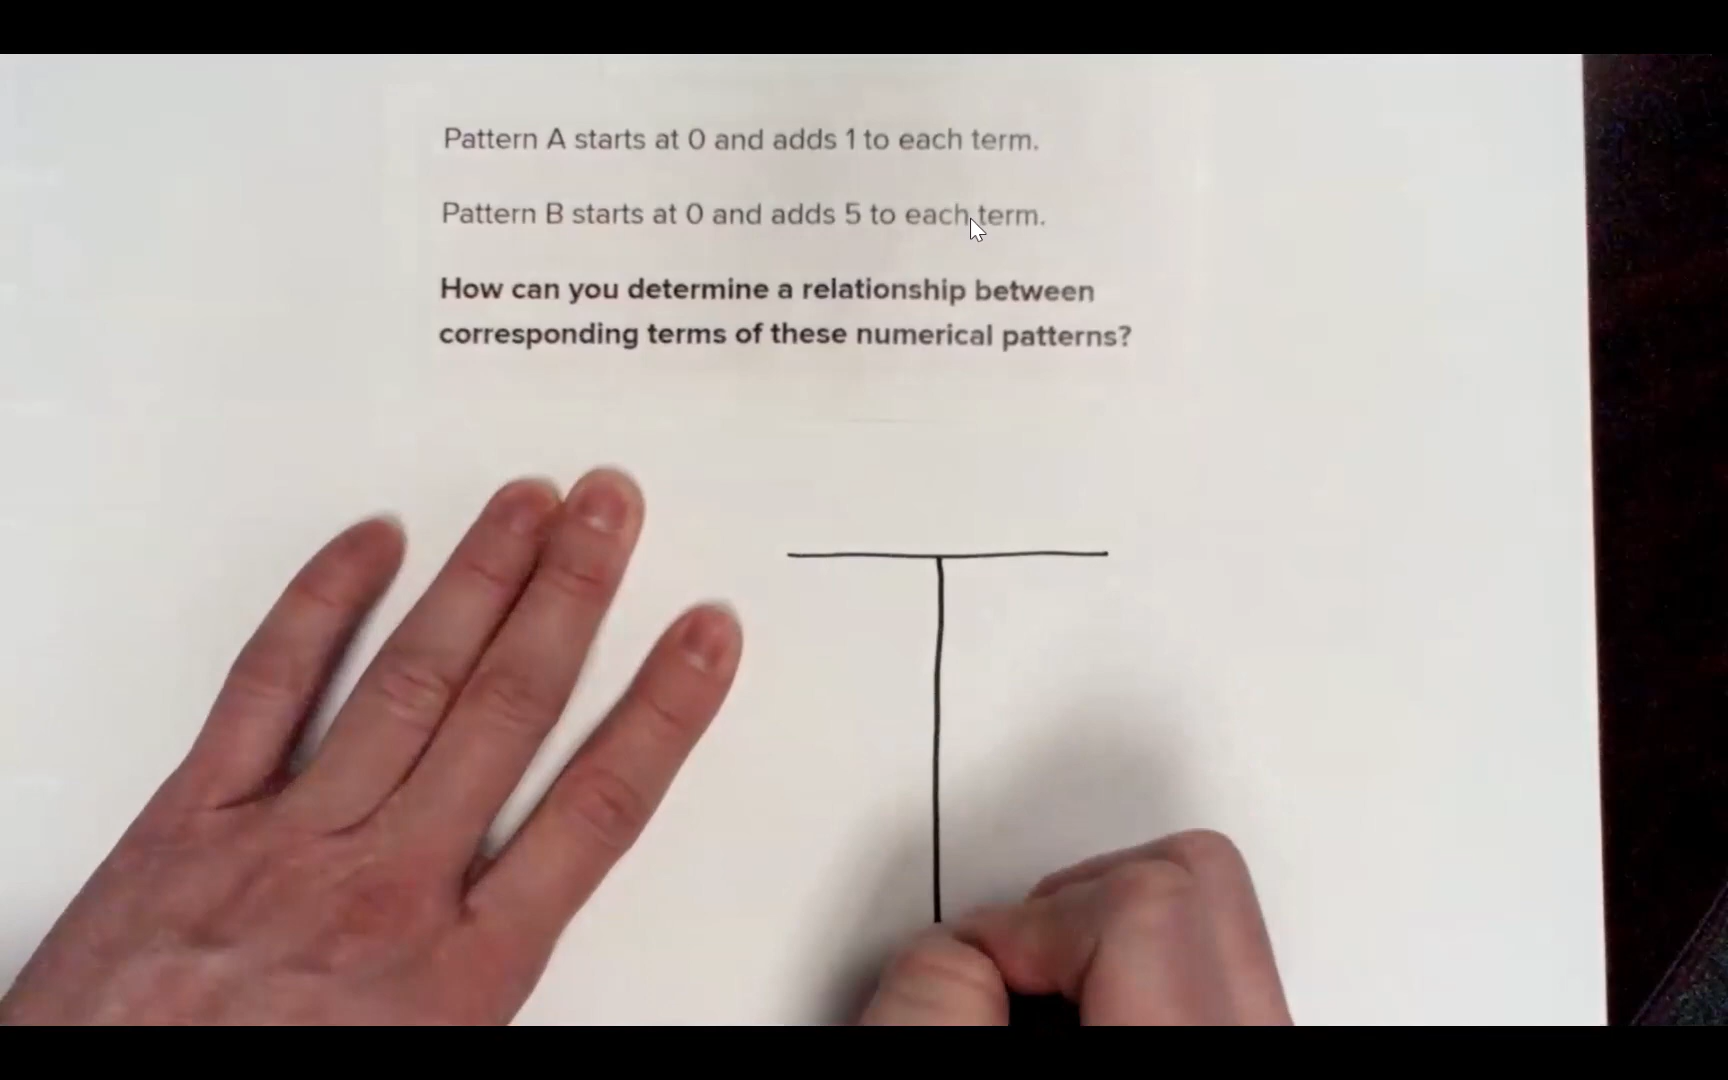 Pattern A starts at 0 and adds 1 to each term.
Pattern B starts at 0 and adds 5 to each term.
How can you determine a relationship between
corresponding terms of these numerical patterns?